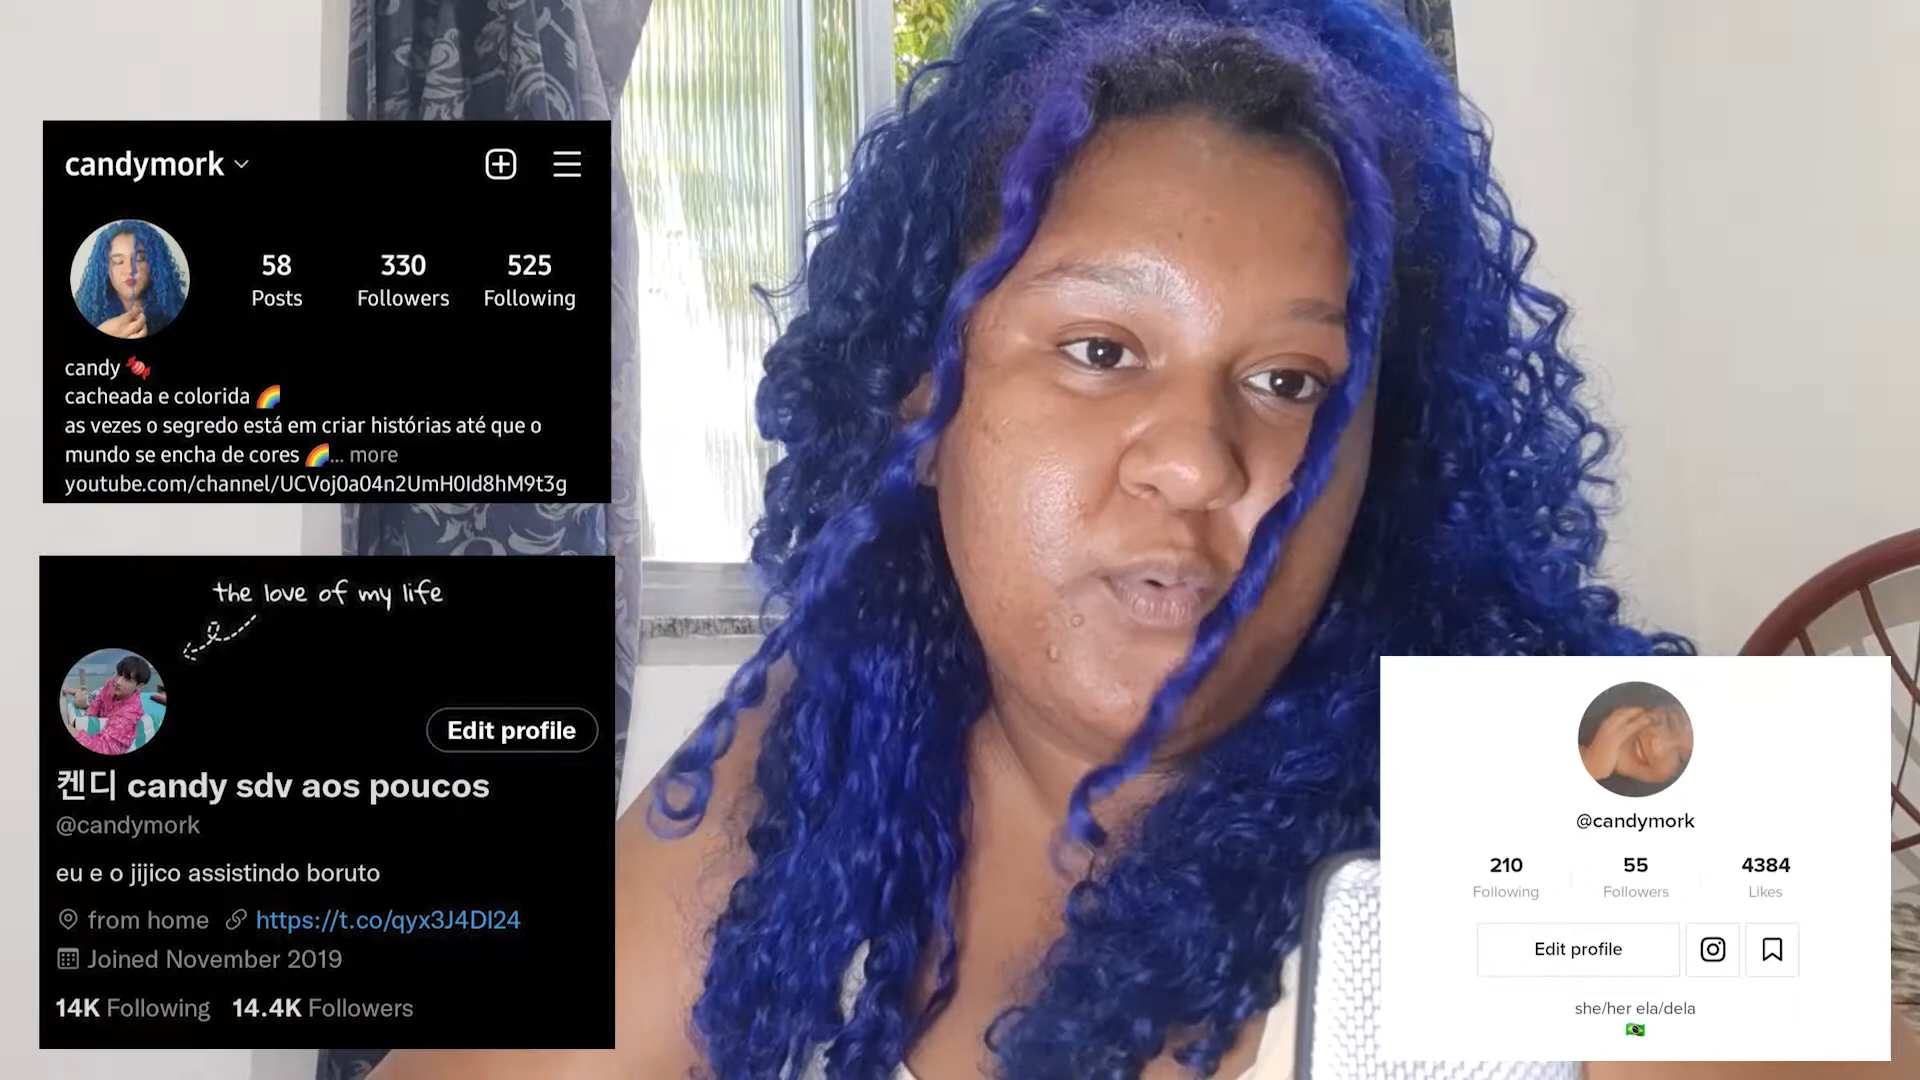 candymork
58
Posts
330
Followers
525
Following
candy
cacheada e colorida
as vezes o segredo está em criar histórias até que o
mundo se encha de cores ... more
youtube.com/channel/UCVoj0a04n2UmH0Id8hM9t3g
the love of my life
Edit profile
켄디 candy sdv aos poucos
@candymork
eu e o jijico assistindo boruto
from home https://t.co/qyx3J4DI24
Joined November 2019
14K Following 14.4K Followers
@candymork
210
Following
55
Followers
4384
Likes
Edit profile
she/her ela/dela